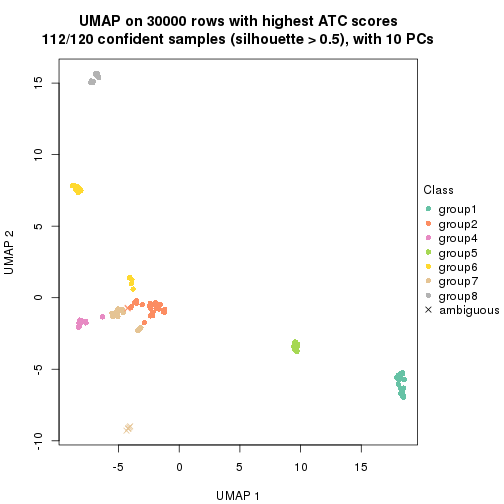 UMAP on 30000 rows with highest ATC scores
112/120 confident samples (silhouette > 0.5), with 10 PCs
15
10
5
0
-5
-10
UMAP 2
-5
0
5
10
15
UMAP 1
Class
group1
group2
group4
group5
group6
group7
group8
ambiguous